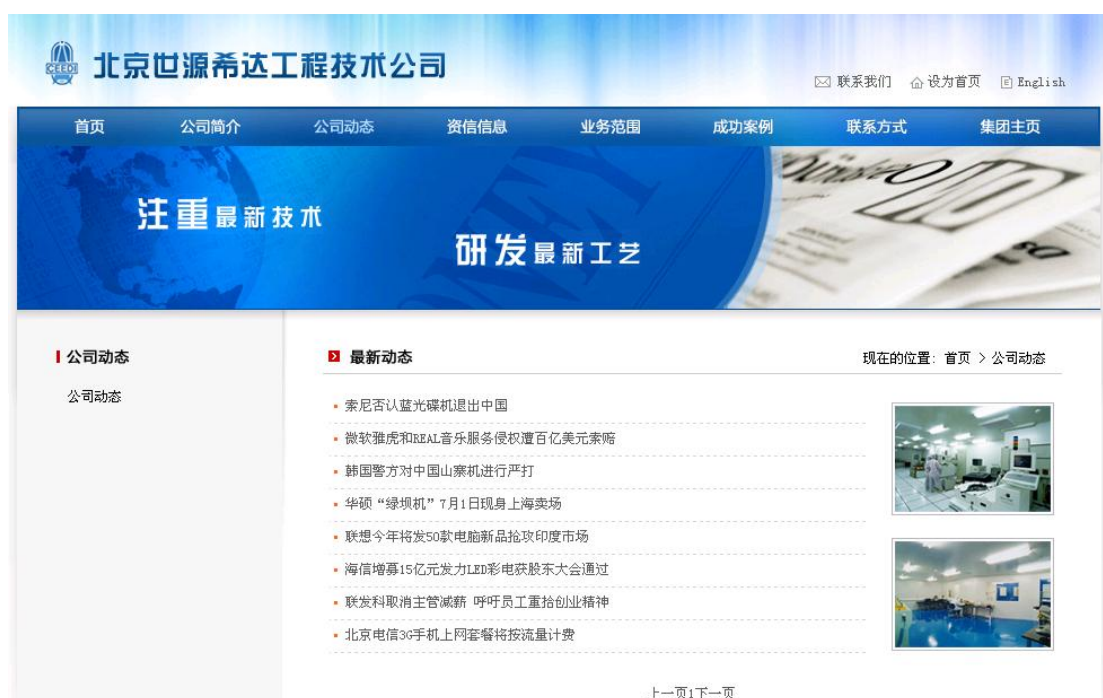 CEEDI 北京世源希达工程技术公司
联系我们 设为首页 English
首页 公司简介 公司动态 资信信息 业务范围 成功案例 联系方式 集团主页
注重最新技术
研发最新工艺
公司动态
公司动态
最新动态 现在的位置: 首页 > 公司动态
索尼否认蓝光碟机退出中国
微软雅虎和REAL音乐服务侵权遭百亿美元索赔
韩国警方对中国山寨机进行严打
华硕“绿坝机”7月1日现身上海卖场
联想今年将发50款电脑新品抢攻印度市场
海信增募15亿元发力LED彩电获股东大会通过
联发科取消主管减薪 呼吁员工重拾创业精神
北京电信3G手机上网套餐将按流量计费
上一页1下一页